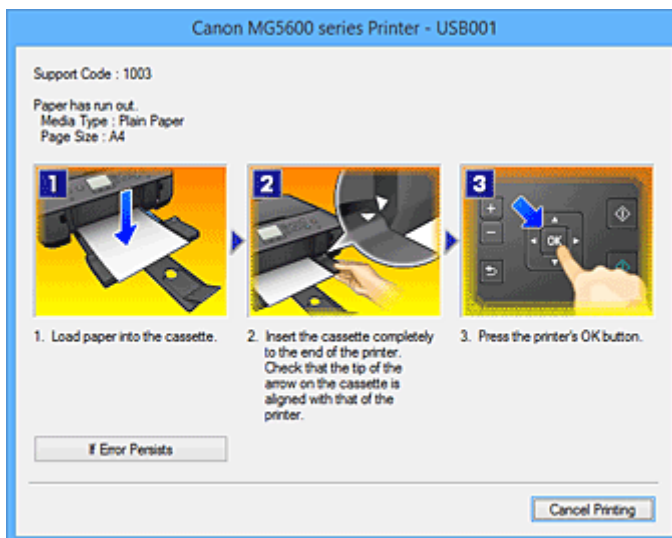 Canon MG5600 series Printer - USB001
Support Code : 1003
Paper has run out.
Media Type : Plain Paper
Page Size : A4
1
2
3
+
-
OK
1. Load paper into the cassette.
2. Insert the cassette completely
to the end of the printer.
Check that the tip of the
arrow on the cassette is
aligned with that of the
printer.
3. Press the printer's OK button.
If Error Persists
Cancel Printing